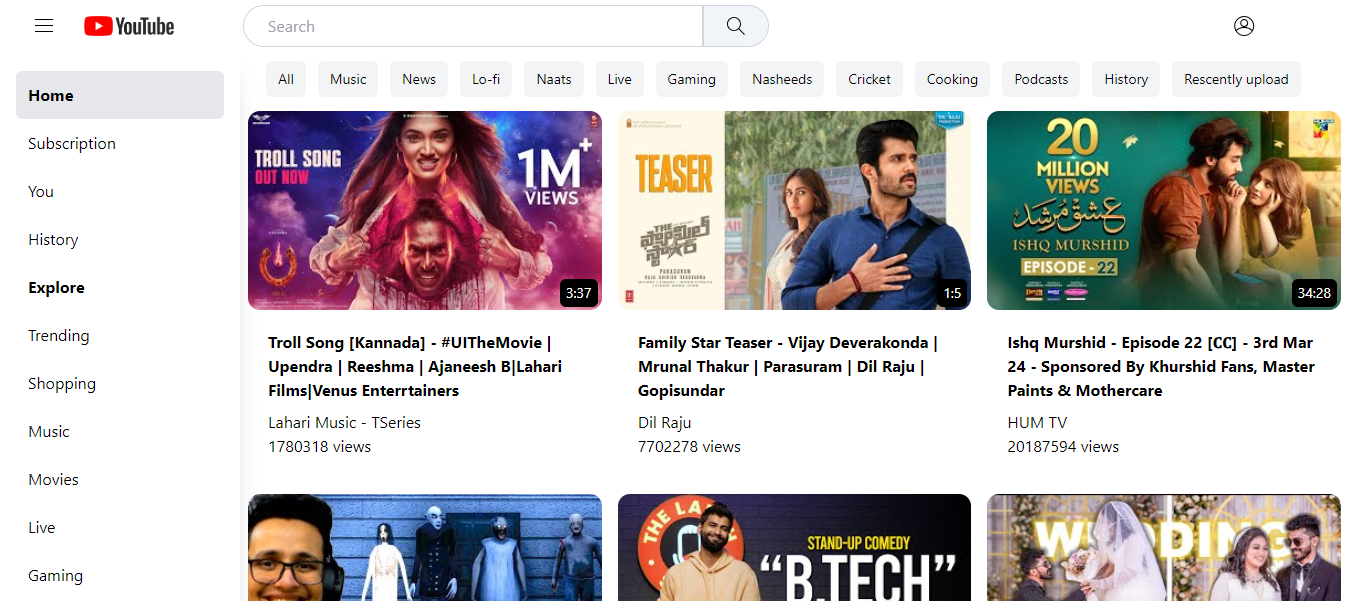 YouTube
Search
Home
Subscription
You
History
Explore
Trending
Shopping
Music
Movies
Live
Gaming
All
Music
News
Lo-fi
Naats
Live
Gaming
Nasheeds
Cricket
Cooking
Podcasts
History
Rescently upload
TROLL SONG
OUT NOW
1M+
VIEWS
3:37
TEASER
THE
ఫ్యామిలీ
స్టార్
PARASURAM
1:5
20
MILLION
VIEWS
عشق مرشد
ISHQ MURSHID
EPISODE - 22
34:28
Troll Song [Kannada] - #UITheMovie |
Upendra | Reeshma | Ajaneesh B|Lahari
Films|Venus Enterrtainers
Lahari Music - TSeries
1780318 views
Family Star Teaser - Vijay Deverakonda |
Mrunal Thakur | Parasuram | Dil Raju |
Gopisundar
Dil Raju
7702278 views
Ishq Murshid - Episode 22 [CC] - 3rd Mar
24 - Sponsored By Khurshid Fans, Master
Paints & Mothercare
HUM TV
20187594 views
THE LA
STAND-UP COMEDY
"B.TECH"
WEDDING